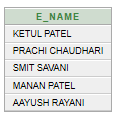 E_NAME
KETUL PATEL
PRACHI CHAUDHARI
SMIT SAVANI
MANAN PATEL
AAYUSH RAYANI